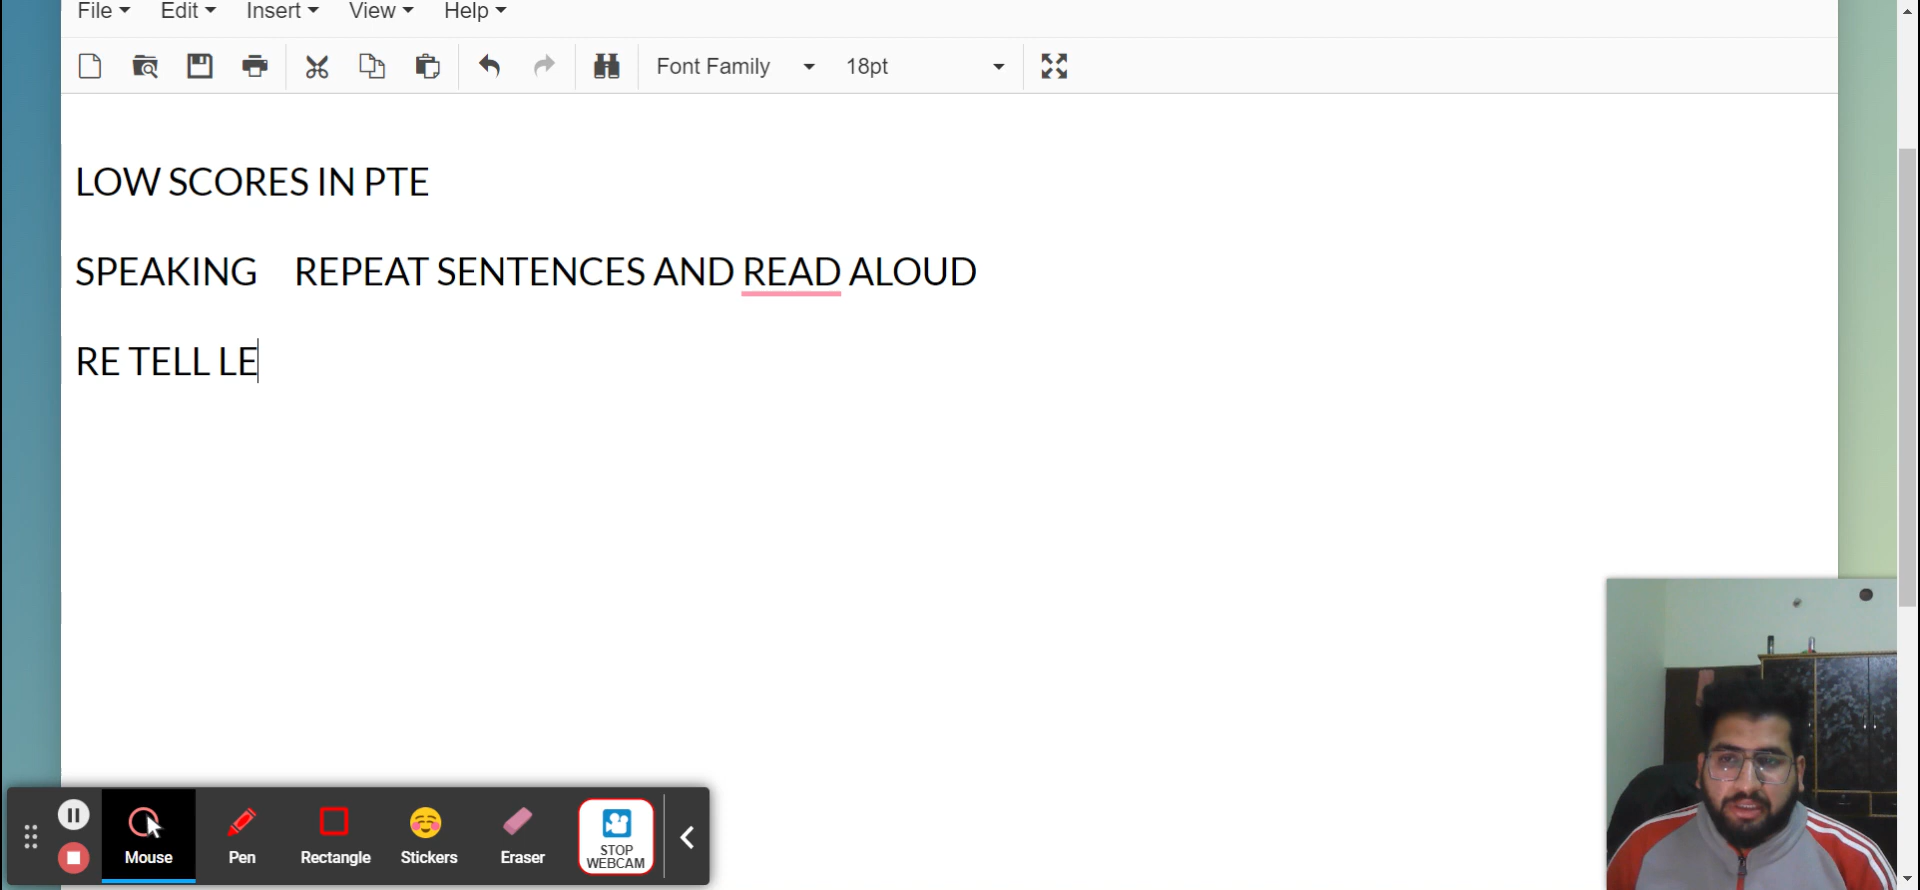 File Edit Insert View Help
Font Family 18pt
LOW SCORES IN PTE
SPEAKING REPEAT SENTENCES AND READ ALOUD
RE TELL LE
Mouse Pen Rectangle Stickers Eraser STOP
WEBCAM